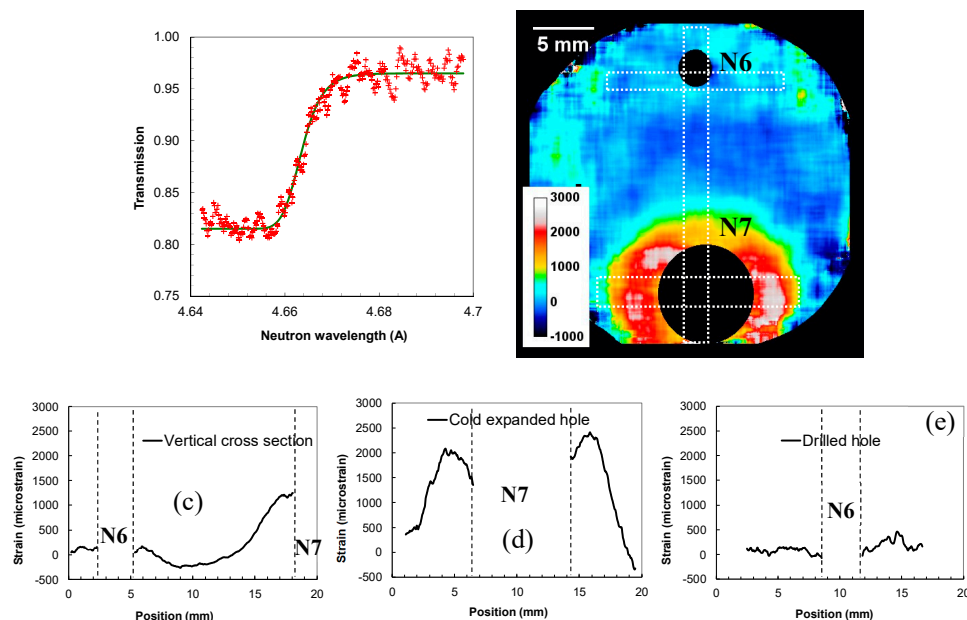 1.00
0.95
0.90
0.85
0.80
0.75
Transmission
4.64
4.66
4.68
4.7
Neutron wavelength (A)
5 mm
N6
N7
3000
2000
1000
0
-1000
3000
2500
2000
1500
1000
500
0
-500
Strain (microstrain)
Vertical cross section
(c)
N6
N7
0
5
10
15
20
Position (mm)
3000
2500
2000
1500
1000
500
0
-500
Strain (microstrain)
Cold expanded hole
N7
(d)
0
5
10
15
20
Position (mm)
3000
2500
2000
1500
1000
500
0
-500
Strain (microstrain)
Drilled hole
(e)
N6
0
5
10
15
20
Position (mm)